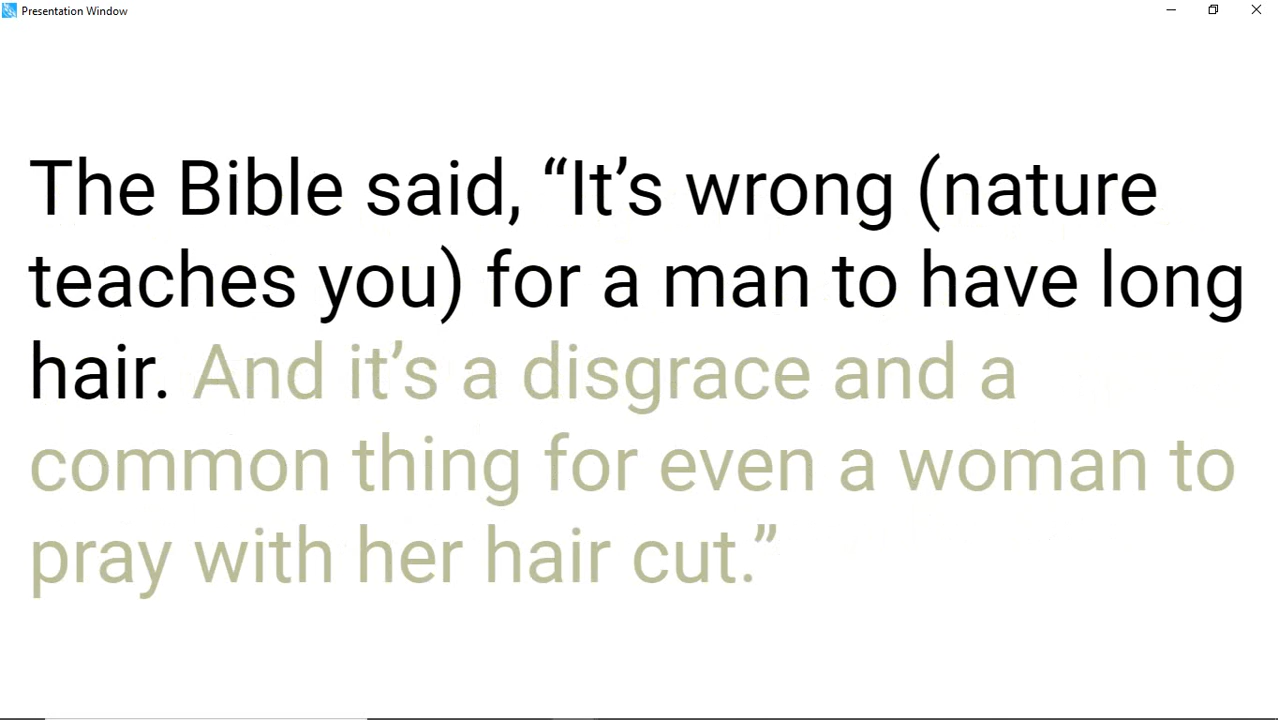 Presentation Window
The Bible said, “It’s wrong (nature
teaches you) for a man to have long
hair. And it’s a disgrace and a
common thing for even a woman to
pray with her hair cut.”